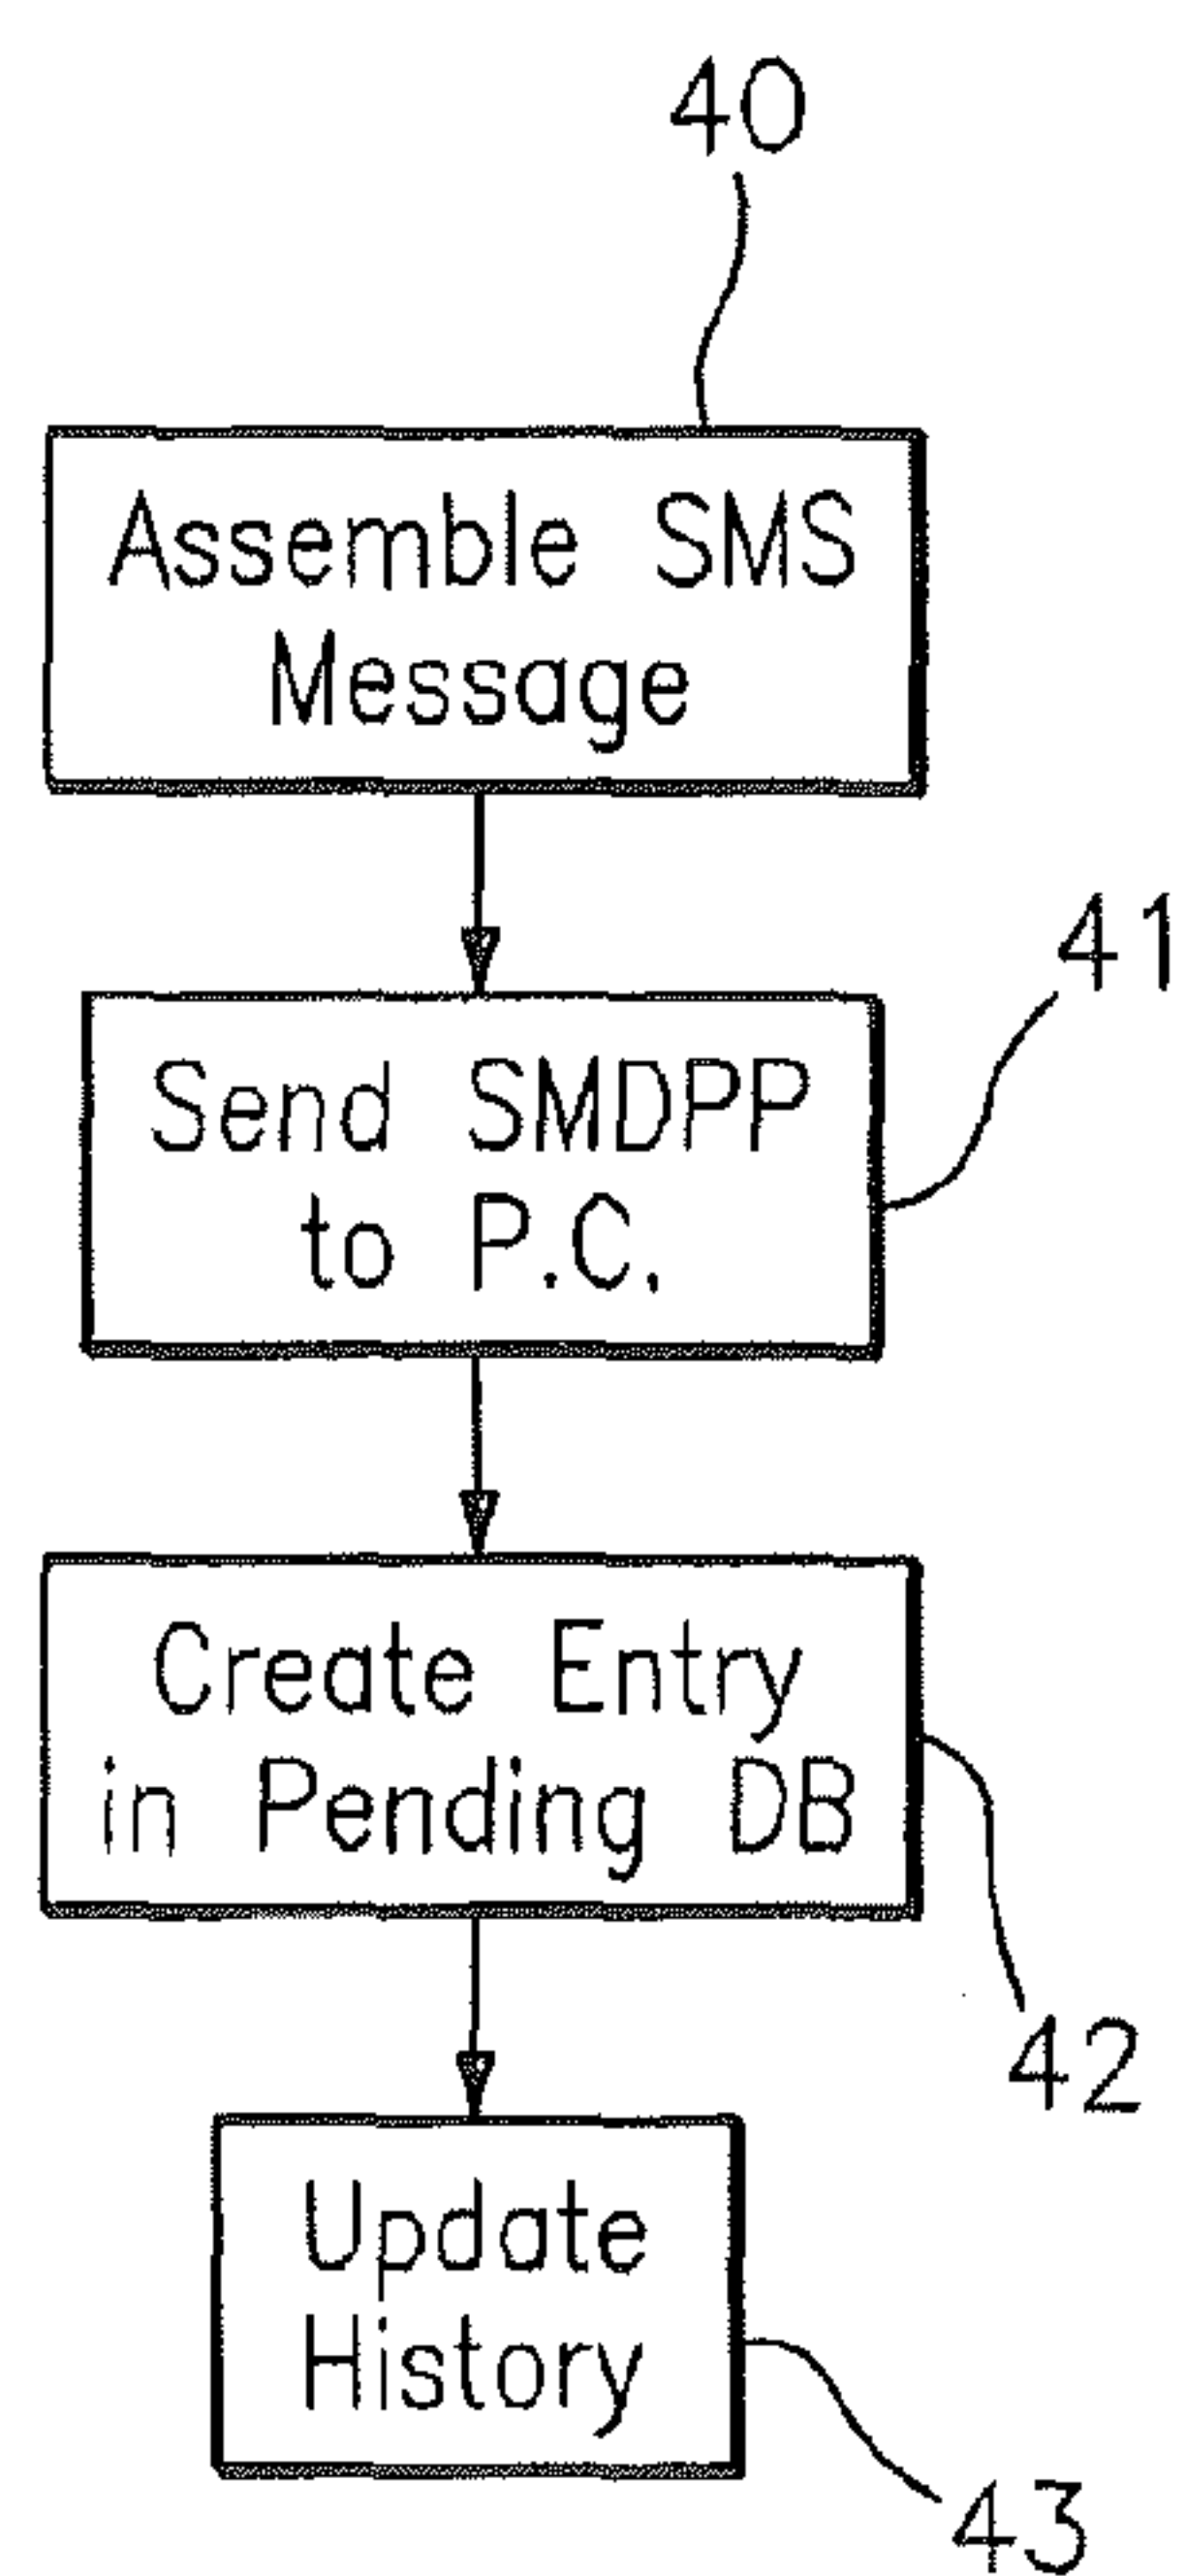 40
Assemble SMS
Message
41
Send SMDPP
to P.C.
Create Entry
in Pending DB
42
Update
History
43